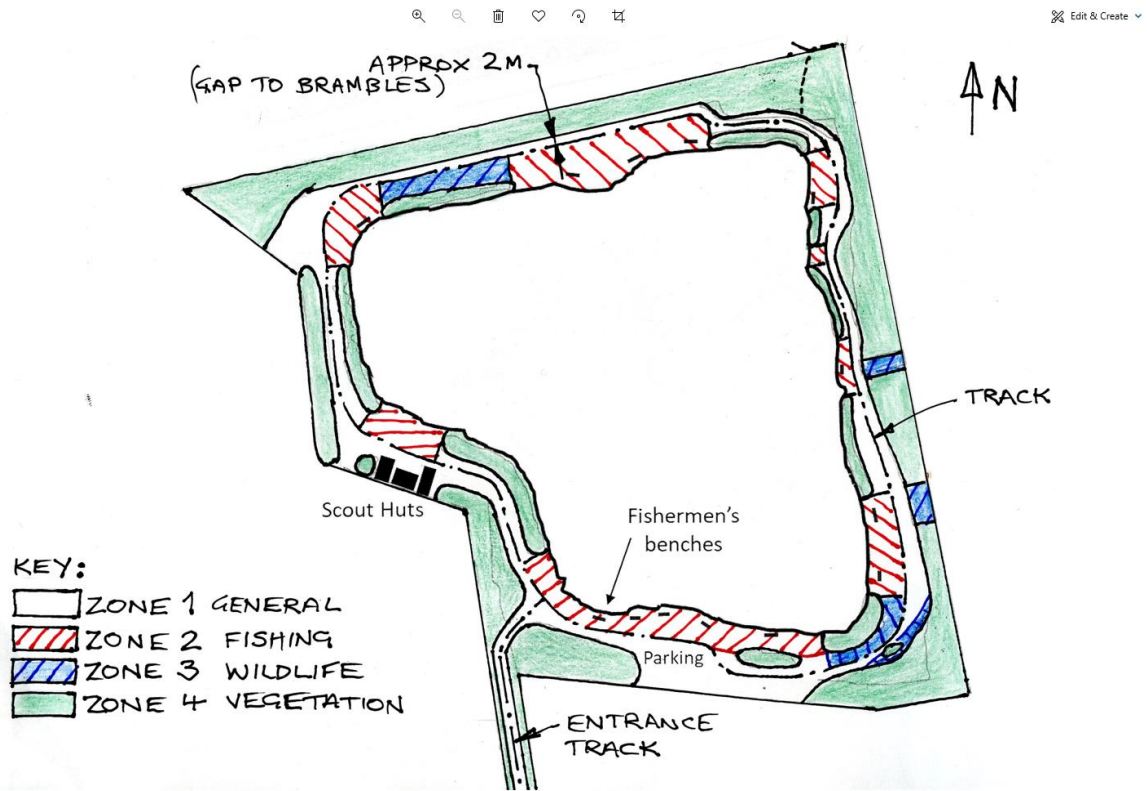 Edit & Create
APPROX 2M.
(GAP TO BRAMBLES)
N
TRACK
Scout Huts
Fishermen's
benches
KEY:
ZONE 1 GENERAL
ZONE 2 FISHING
ZONE 3 WILDLIFE
ZONE 4 VEGETATION
Parking
ENTRANCE
TRACK